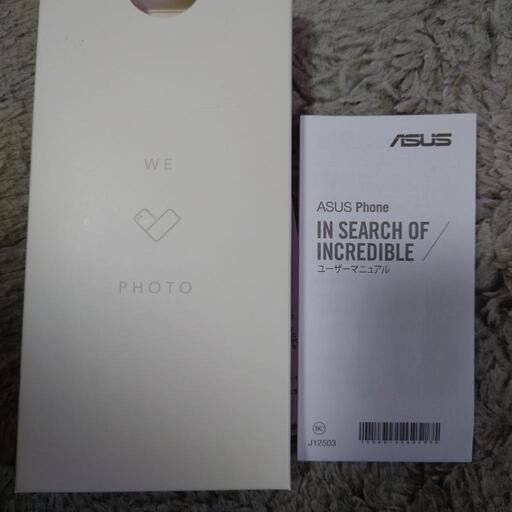 WE
PHOTO
ASUS
ASUS Phone
IN SEARCH OF
INCREDIBLE
ユーザーマニュアル
J12503